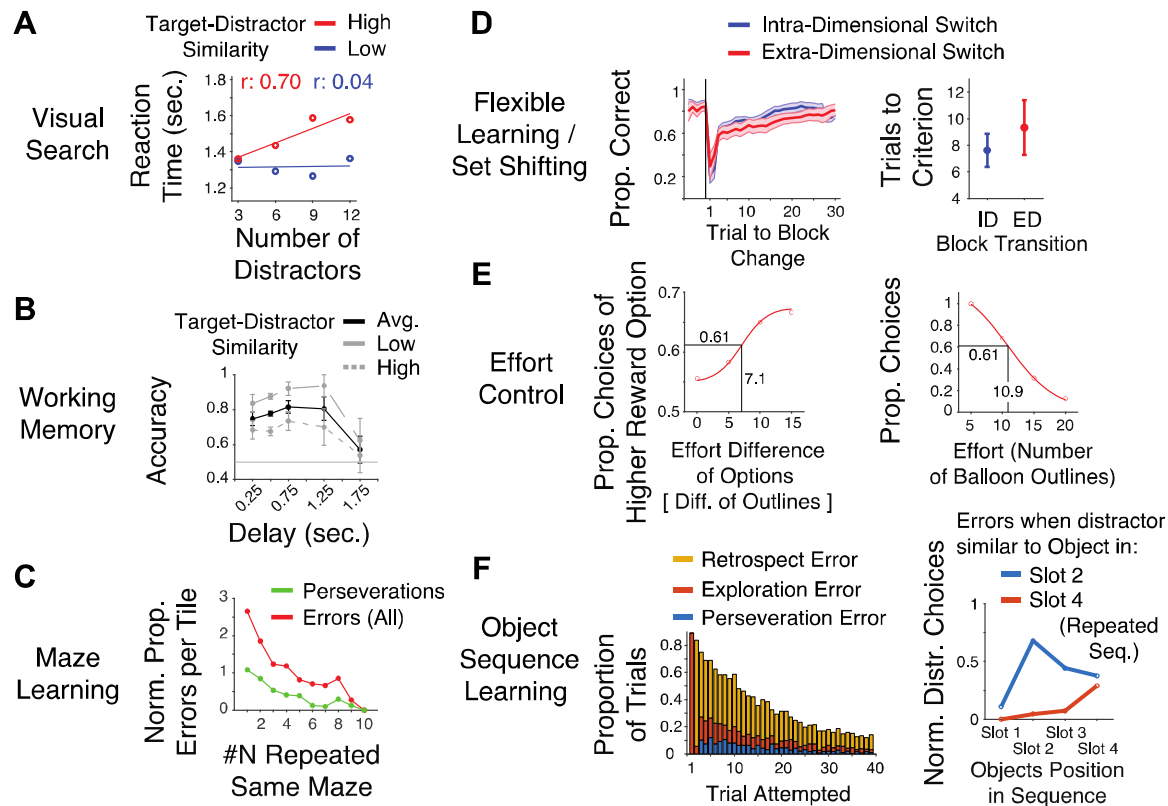 A
Visual
Search
Target-Distractor
Similarity
High
Low
r: 0.70
r: 0.04
Reaction
Time (sec.)
1.8
1.6
1.4
1.2
3
6
9
12
Number of
Distractors
B
Working
Memory
Target-Distractor
Similarity
Avg.
Low
High
Accuracy
1
0.8
0.6
0.4
0.25
0.75
1.25
1.75
Delay (sec.)
C
Maze
Learning
Perseverations
Errors (All)
Norm. Prop.
Errors per Tile
3
2
1
0
2
4
6
8
10
#N Repeated
Same Maze
D
Flexible
Learning /
Set Shifting
Intra-Dimensional Switch
Extra-Dimensional Switch
Prop. Correct
1
0.8
0.6
0.4
0.2
1
10
20
30
Trial to Block
Change
Trials to
Criterion
12
10
8
6
4
ID
ED
Block Transition
E
Effort
Control
Prop. Choices of
Higher Reward Option
0.7
0.6
0.5
0.61
7.1
0
5
10
15
Effort Difference
of Options
[ Diff. of Outlines ]
Prop. Choices
1
0.8
0.6
0.4
0.2
0
0.61
10.9
5
10
15
20
Effort (Number
of Balloon Outlines)
F
Object
Sequence
Learning
Retrospect Error
Exploration Error
Perseveration Error
Proportion
of Trials
1
0.8
0.6
0.4
0.2
0
1
10
20
30
40
Trial Attempted
Errors when distractor
similar to Object in:
Slot 2
Slot 4
(Repeated
Seq.)
Norm. Distr. Choices
1
0.5
0
Slot 1
Slot 2
Slot 3
Slot 4
Objects Position
in Sequence